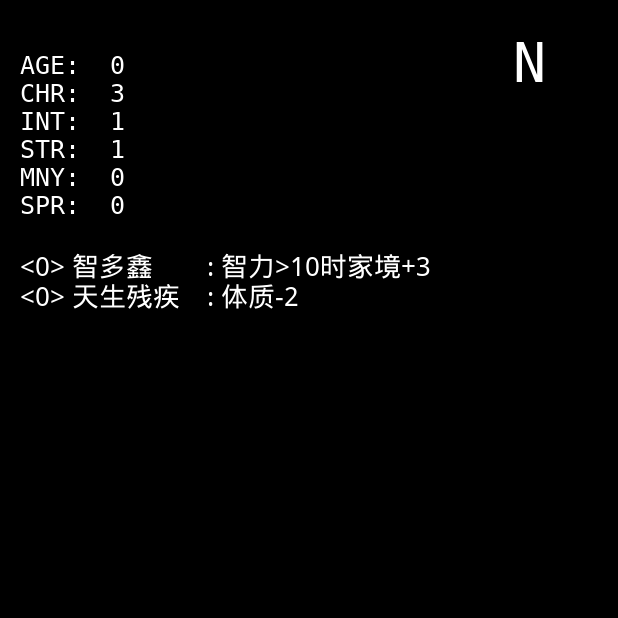 N
AGE: 0
CHR: 3
INT: 1
STR: 1
MNY: 0
SPR: 0
<0> 智多鑫 : 智力>10时家境+3
<0> 天生残疾 : 体质-2